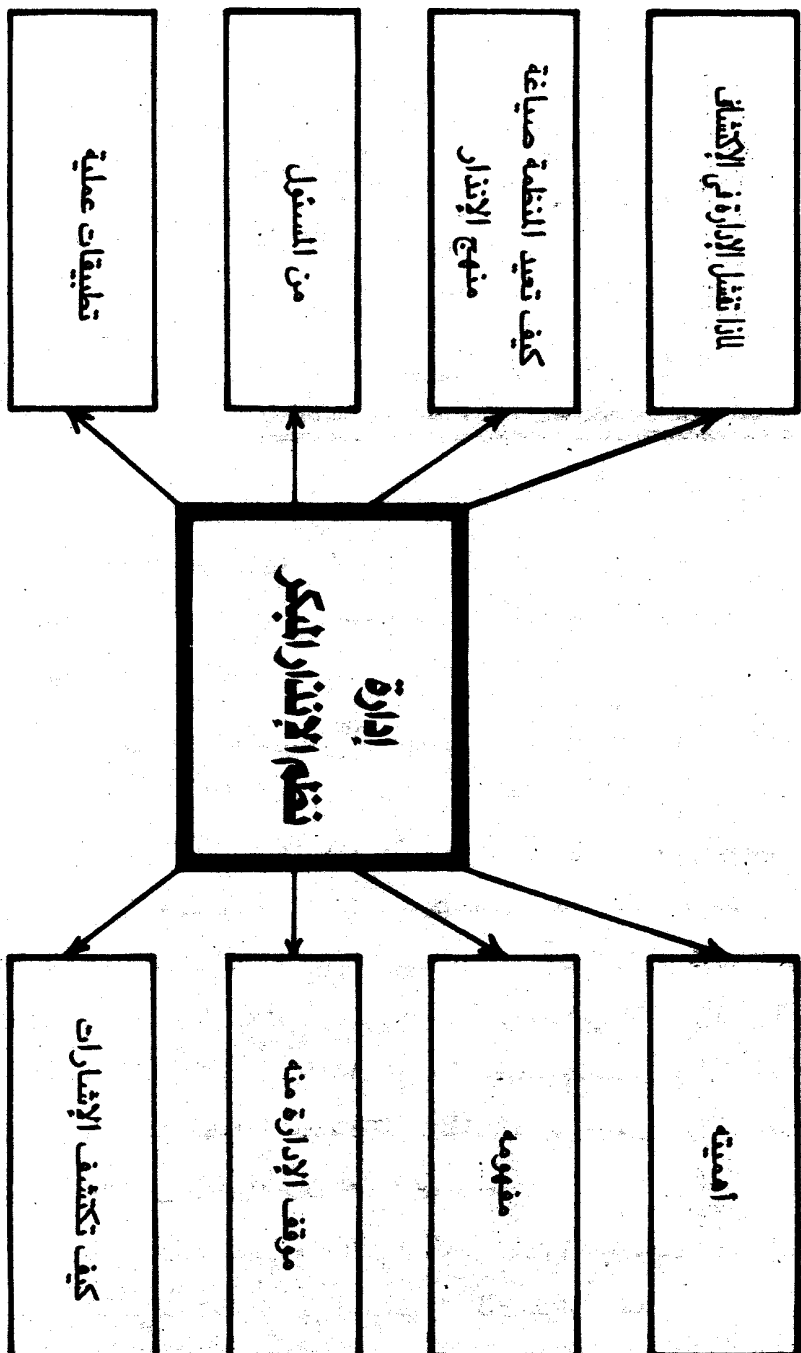 إدارة
نظم الإنذار المبكر
أهميته
مفهومه
موقف الإدارة منه
كيف تكتشف الإشارات
لماذا تفشل الإدارة في الإكتشاف
كيف تعيد المنظمة صياغة
منهج الإنذار
من المسئول
تطبيقات عملية